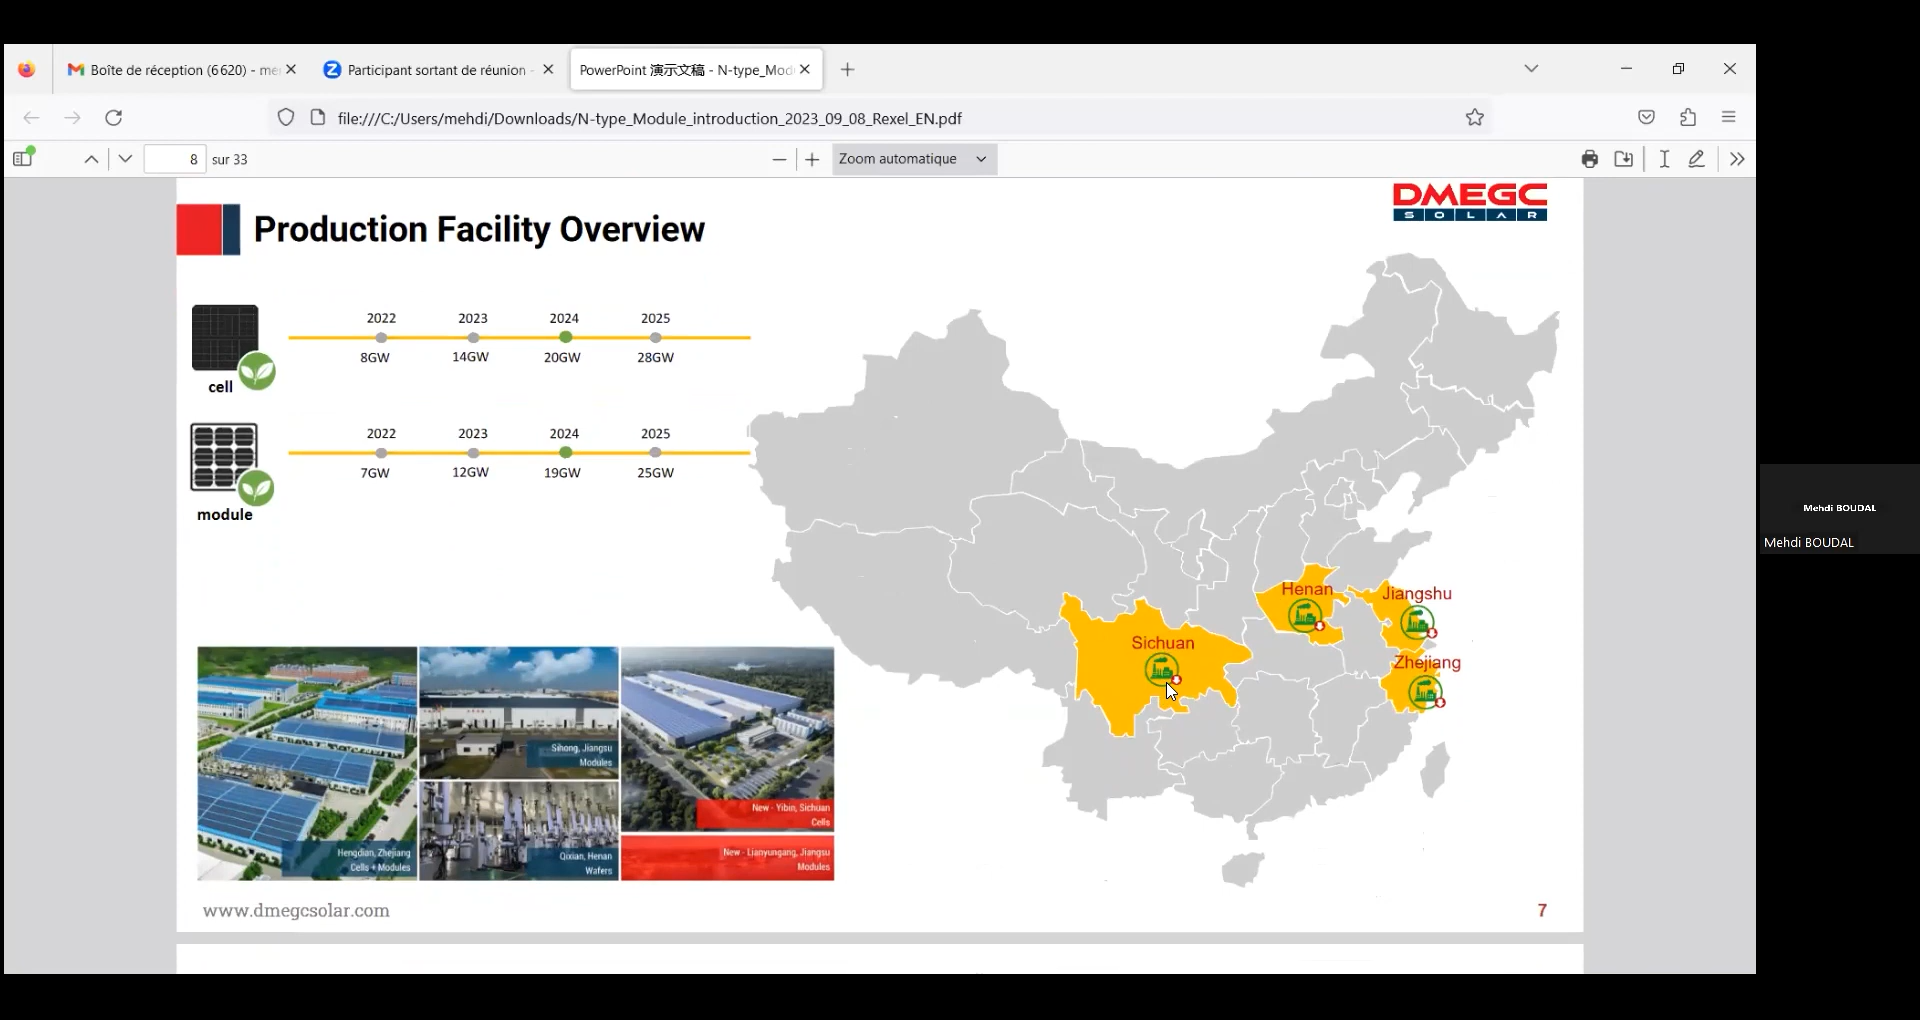 Boîte de réception (6 620) - me
Participant sortant de réunion -
PowerPoint 演示文稿 - N-type_Mod
file:///C:/Users/mehdi/Downloads/N-type_Module_introduction_2023_09_08_Rexel_EN.pdf
8 sur 33
Zoom automatique
DMEGC
SOLAR
Production Facility Overview
2022 2023 2024 2025
8GW 14GW 20GW 28GW
cell
2022 2023 2024 2025
7GW 12GW 19GW 25GW
module
Henan
Jiangshu
Sichuan
Zhejiang
Hengdian, Zhejiang
Cells + Modules
Sihong, Jiangsu
Modules
Qixian, Henan
Wafers
New - Yibin, Sichuan
Cells
New - Lianyungang, Jiangsu
Modules
www.dmegcsolar.com
7
Mehdi BOUDAL
Mehdi BOUDAL